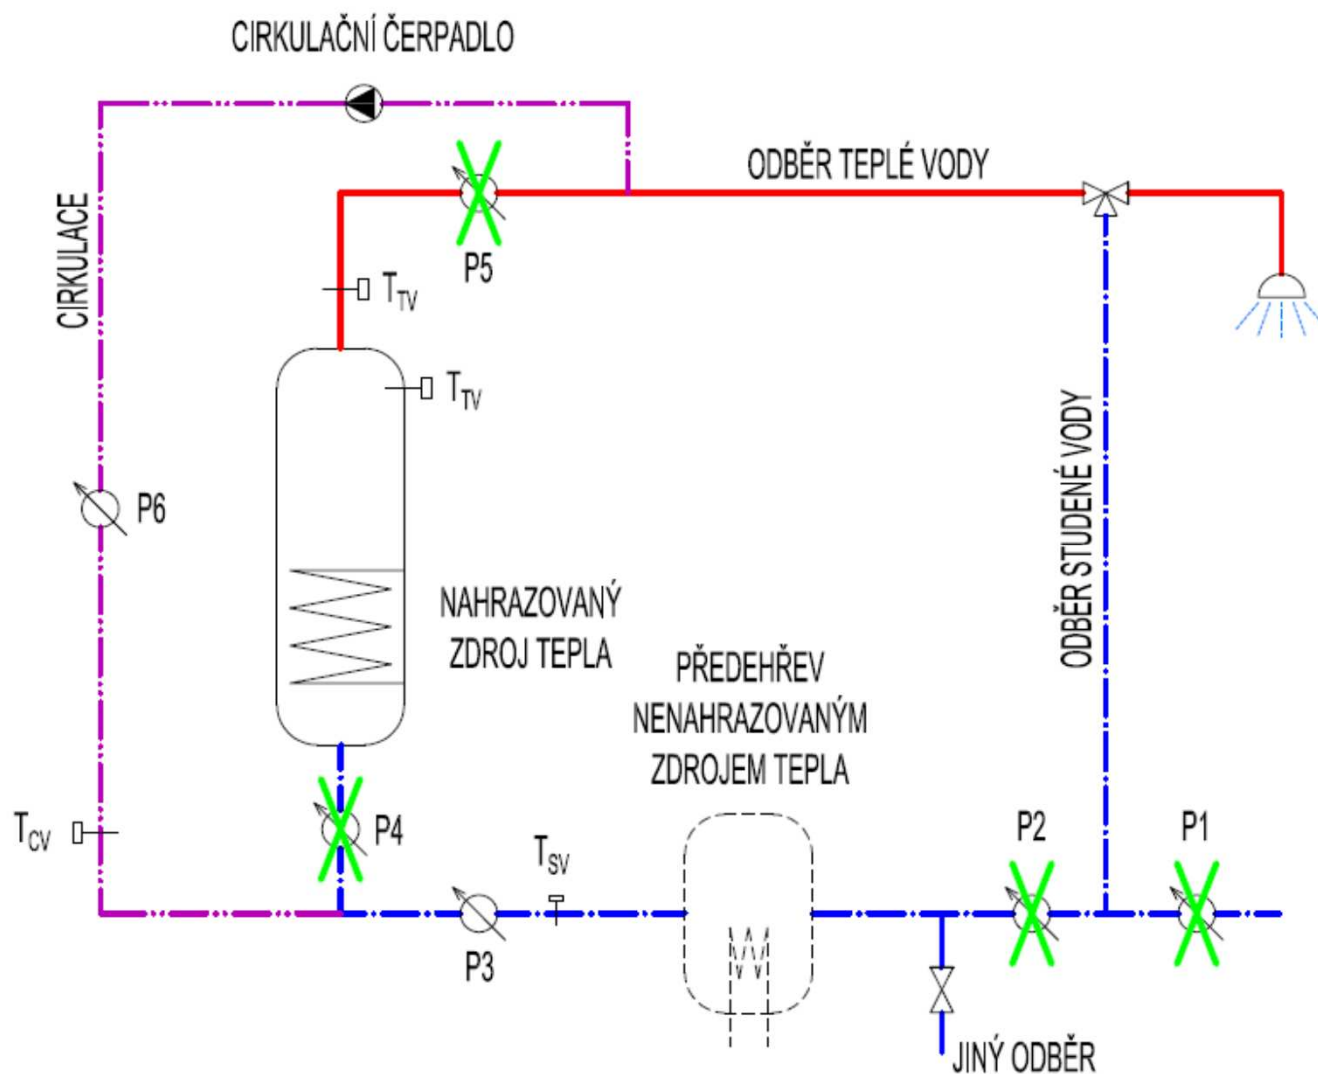 CIRKULAČNÍ ČERPADLO
ODBĚR TEPLÉ VODY
CIRKULACE
P5
T_TV
T_TV
P6
ODBĚR STUDENÉ VODY
NAHRAZOVANÝ
ZDROJ TEPLA
PŘEDEHŘEV
NENAHRAZOVANÝM
ZDROJEM TEPLA
T_CV
P4
T_SV
P2
P1
P3
JINÝ ODBĚR